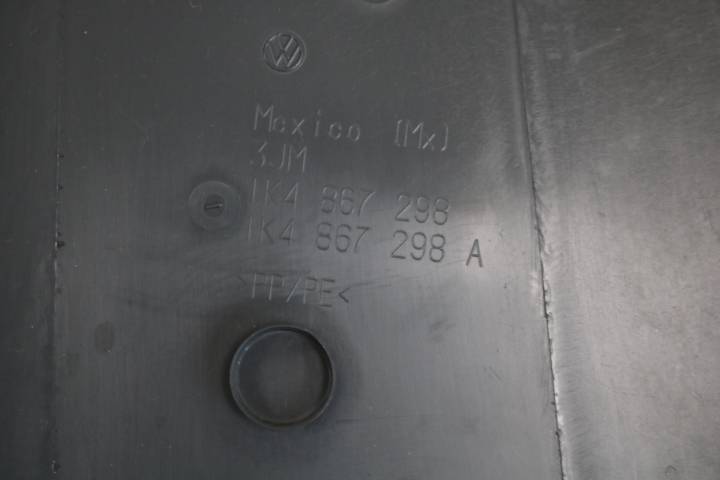 Mexico (Mx)
3JM
1K4 867 298
1K4 867 298 A
>PP/PE<